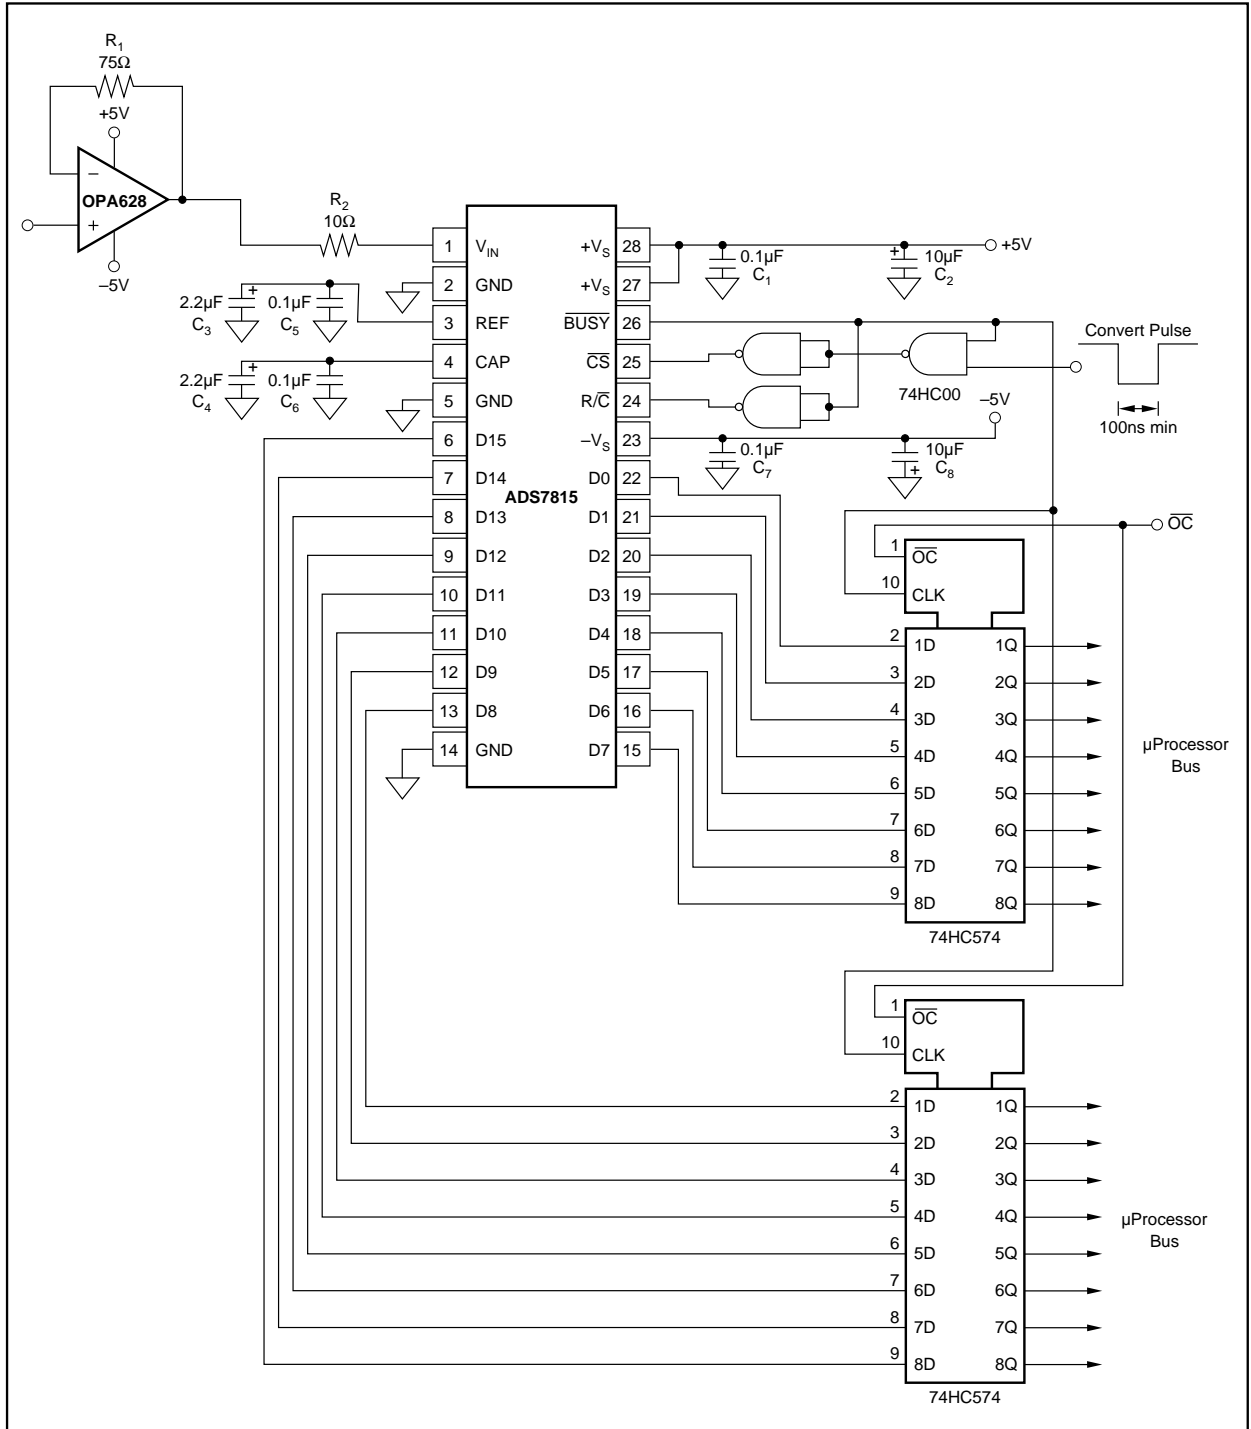 R1
75Ω
+5V
–
OPA628
+
–5V
R2
10Ω
2.2µF
+
0.1µF
C3
C5
2.2µF
+
0.1µF
C4
C6
1 VIN
2 GND
3 REF
4 CAP
5 GND
6 D15
7 D14
8 D13
9 D12
10 D11
11 D10
12 D9
13 D8
14 GND
ADS7815
+VS 28
+VS 27
B̅U̅S̅Y̅ 26
C̅S̅ 25
R/C̅ 24
–VS 23
D0 22
D1 21
D2 20
D3 19
D4 18
D5 17
D6 16
D7 15
0.1µF
C1
+
10µF
C2
+5V
74HC00
Convert Pulse
100ns min
–5V
0.1µF
C7
10µF
+
C8
O̅C̅
1 O̅C̅
10 CLK
2 1D 1Q
3 2D 2Q
4 3D 3Q
5 4D 4Q
6 5D 5Q
7 6D 6Q
8 7D 7Q
9 8D 8Q
74HC574
µProcessor
Bus
1 O̅C̅
10 CLK
2 1D 1Q
3 2D 2Q
4 3D 3Q
5 4D 4Q
6 5D 5Q
7 6D 6Q
8 7D 7Q
9 8D 8Q
74HC574
µProcessor
Bus